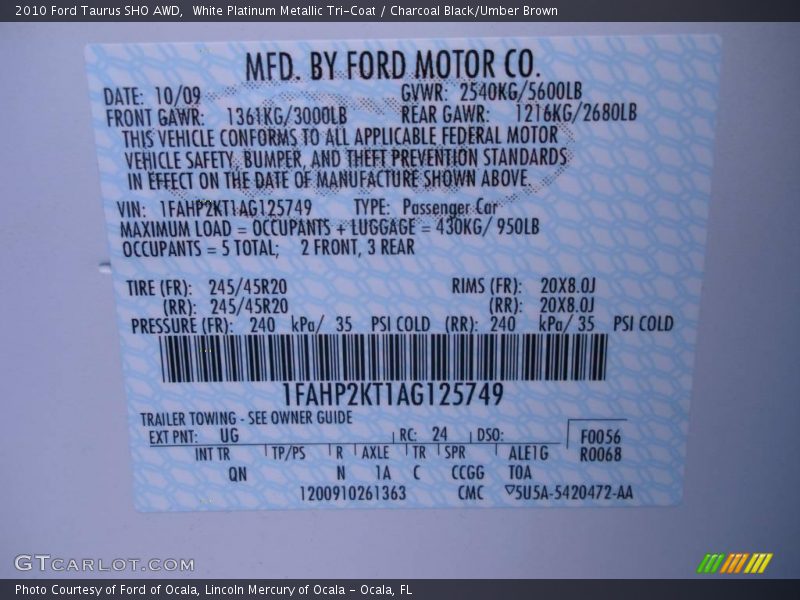 2010 Ford Taurus SHO AWD,  White Platinum Metallic Tri-Coat / Charcoal Black/Umber Brown
MFD. BY FORD MOTOR CO.
DATE: 10/09 GVWR: 2540KG/5600LB
FRONT GAWR: 1361KG/3000LB REAR GAWR: 1216KG/2680LB
THIS VEHICLE CONFORMS TO ALL APPLICABLE FEDERAL MOTOR
VEHICLE SAFETY, BUMPER, AND THEFT PREVENTION STANDARDS
IN EFFECT ON THE DATE OF MANUFACTURE SHOWN ABOVE.
VIN: 1FAHP2KT1AG125749 TYPE: Passenger Car
MAXIMUM LOAD = OCCUPANTS + LUGGAGE = 430KG/ 950LB
OCCUPANTS = 5 TOTAL; 2 FRONT, 3 REAR
TIRE (FR): 245/45R20 RIMS (FR): 20X8.0J
(RR): 245/45R20 (RR): 20X8.0J
PRESSURE (FR): 240 kPa/ 35 PSI COLD (RR): 240 kPa/ 35 PSI COLD
1FAHP2KT1AG125749
TRAILER TOWING - SEE OWNER GUIDE
EXT PNT: UG RC: 24 DSO: F0056
INT TR TP/PS R AXLE TR SPR ALE1G R0068
QN N 1A C CCGG TOA
1200910261363 CMC ▽5U5A-5420472-AA
GTCARLOT.COM
Photo Courtesy of Ford of Ocala, Lincoln Mercury of Ocala - Ocala, FL